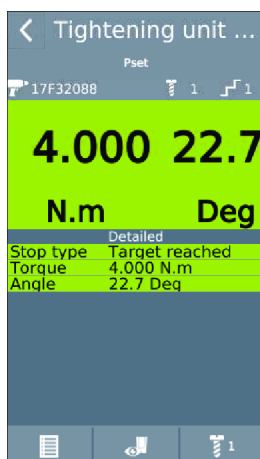 Tightening unit ...
Pset
17F32088 1 1
4.000 22.7
N.m Deg
Detailed
Stop type Target reached
Torque 4.000 N.m
Angle 22.7 Deg
1